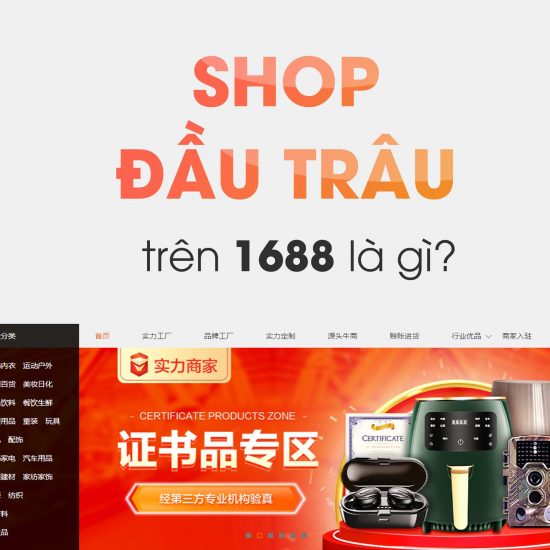 SHOP
ĐẦU TRÂU
trên 1688 là gì?
分类
首页 实力工厂 品牌工厂 实力定制 源头牛商 赊账进货 行业优品 商家入驻
内衣 运动户外
百货 美妆日化
饮料 餐饮生鲜
用品 童装 玩具
配饰
家电 汽车用品
建材 家纺家饰
纺织
料
品
实力商家
CERTIFICATE PRODUCTS ZONE
证书品专区
经第三方专业机构验真
CERTIFICATE